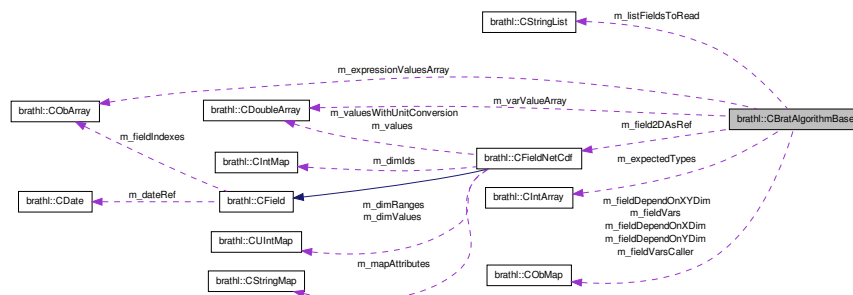 brathl::CStringList
m_listFieldsToRead
m_expressionValuesArray
brathl::CObArray
brathl::CDoubleArray
m_varValueArray
brathl::CBratAlgorithmBase
m_valuesWithUnitConversion
m_values
m_field2DAsRef
m_fieldIndexes
brathl::CIntMap
m_dimIds
brathl::CFieldNetCdf
m_expectedTypes
brathl::CDate
m_dateRef
brathl::CField
brathl::CIntArray
m_dimRanges
m_dimValues
m_fieldDependOnXYDim
m_fieldVars
m_fieldDependOnXDim
m_fieldDependOnYDim
m_fieldVarsCaller
brathl::CUIntMap
m_mapAttributes
brathl::CStringMap
brathl::CObMap